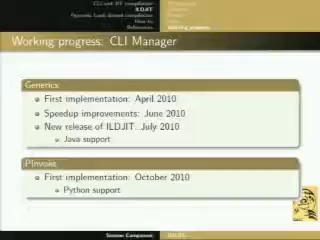 CLI and JIT compilation
ILDJIT
Dynamic Look Ahead compilation
How to
References
Working progress
Working progress: CLI Manager
Generics
First implementation: April 2010
Speedup improvements: June 2010
New release of ILDJIT: July 2010
Java support
PInvoke
First implementation: October 2010
Python support
Simone Campanoni
ILDJIT